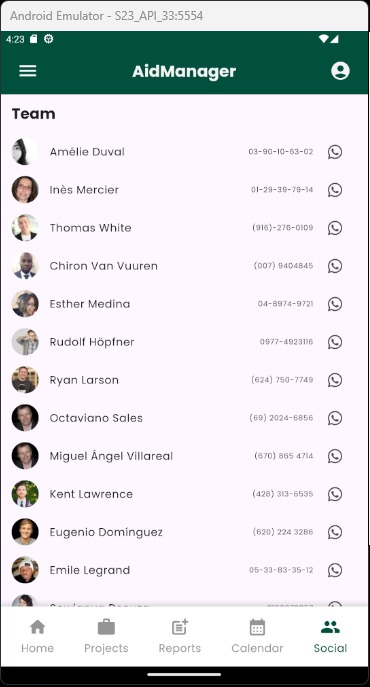 Android Emulator - S23_API_33:5554
4:23
AidManager
Team
Amélie Duval 03-90-10-63-02
Inès Mercier 01-29-39-79-14
Thomas White (916)-276-0109
Chiron Van Vuuren (007) 9404845
Esther Medina 04-8974-9721
Rudolf Höpfner 0977-4923116
Ryan Larson (624) 750-7749
Octaviano Sales (69) 2024-6856
Miguel Ángel Villareal (670) 865 4714
Kent Lawrence (428) 313-6535
Eugenio Domínguez (620) 224 3286
Emile Legrand 05-33-83-35-12
Home Projects Reports Calendar Social